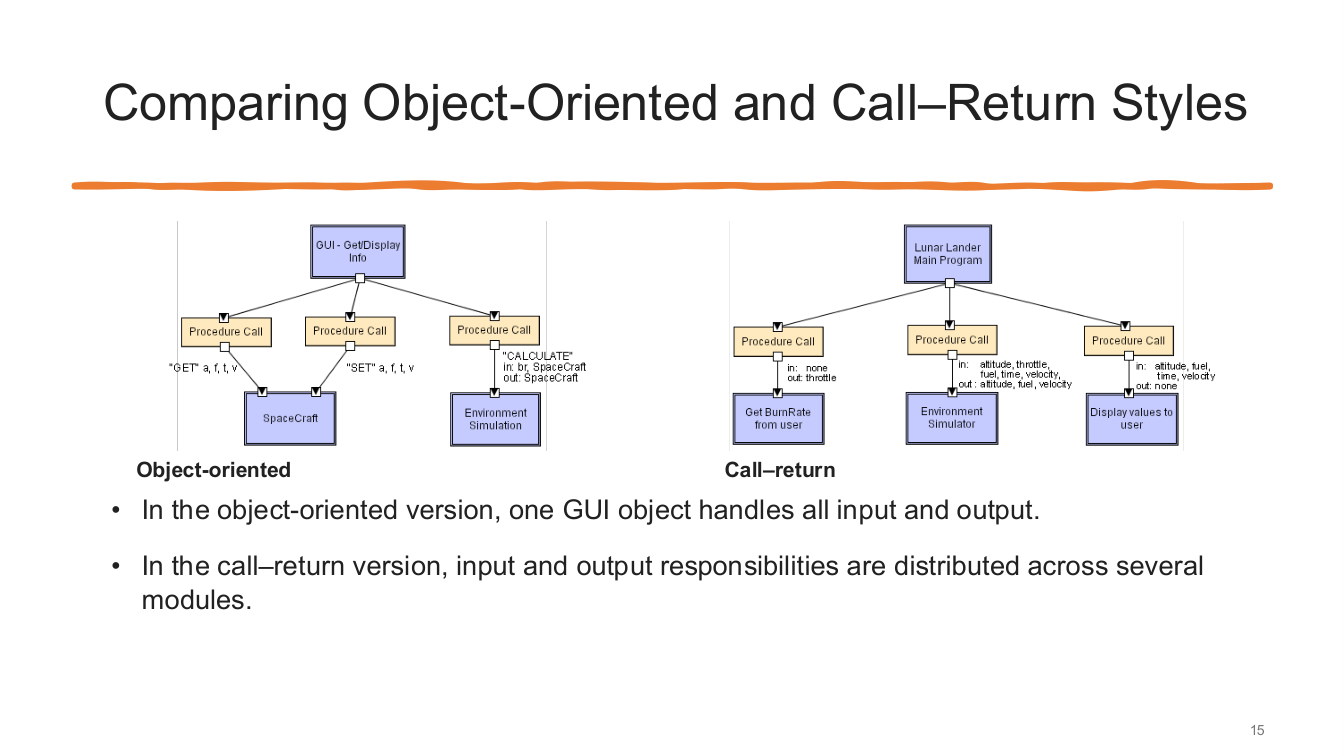 Comparing Object-Oriented and Call–Return Styles
GUI - Get/Display
Info
Procedure Call
Procedure Call
Procedure Call
"GET" a, f, t, v
"SET" a, f, t, v
"CALCULATE"
in: br, SpaceCraft
out: SpaceCraft
SpaceCraft
Environment
Simulation
Object-oriented
Lunar Lander
Main Program
Procedure Call
Procedure Call
Procedure Call
in: none
out: throttle
in: altitude, throttle,
fuel, time, velocity,
out : altitude, fuel, velocity
in: altitude, fuel,
time, velocity
out: none
Get BurnRate
from user
Environment
Simulator
Display values to
user
Call–return
• In the object-oriented version, one GUI object handles all input and output.
• In the call–return version, input and output responsibilities are distributed across several
modules.
15